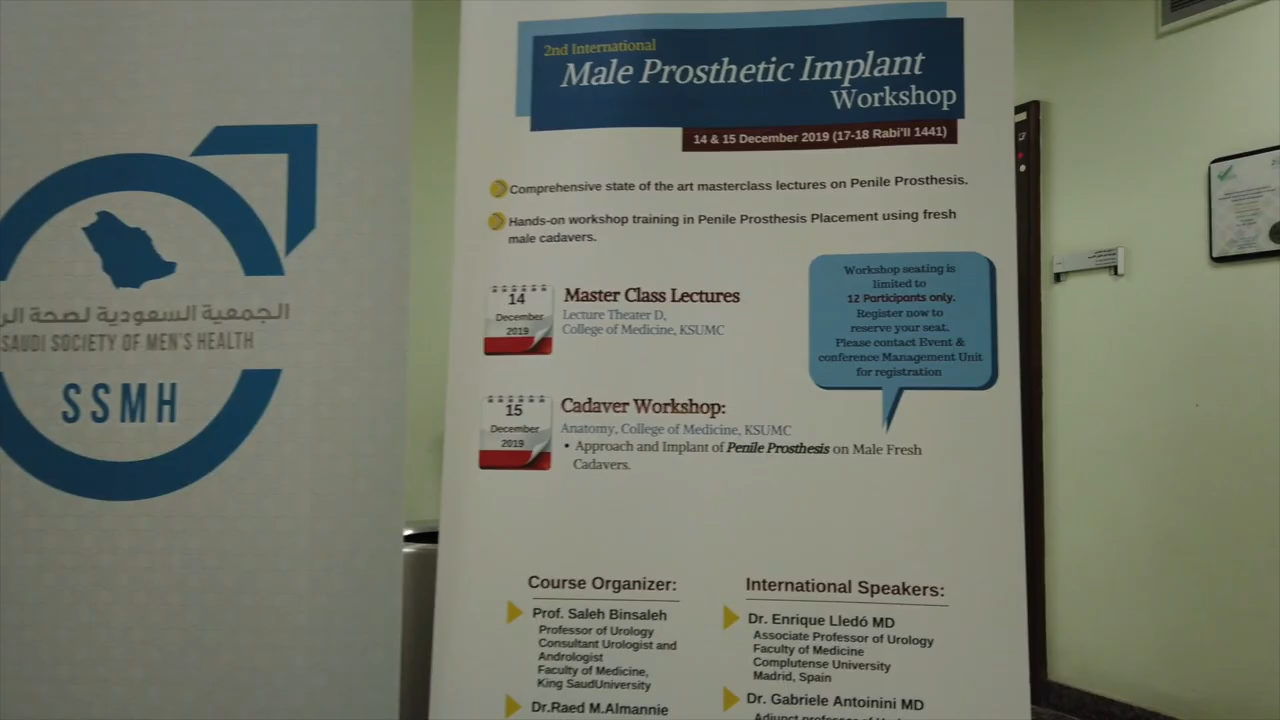 الجمعية السعودية لصحة
SAUDI SOCIETY OF MEN'S HEALTH
SSMH
2nd International
Male Prosthetic Implant
Workshop
14 & 15 December 2019 (17-18 Rabi'll 1441)
Comprehensive state of the art masterclass lectures on Penile Prosthesis.
Hands-on workshop training in Penile Prosthesis Placement using fresh
male cadavers.
14
December
2019
Master Class Lectures
Lecture Theater D,
College of Medicine, KSUMC
Workshop seating is
limited to
12 Participants only.
Register now to
reserve your seat.
Please contact Event &
conference Management Unit
for registration
15
December
2019
Cadaver Workshop:
Anatomy, College of Medicine, KSUMC
• Approach and Implant of Penile Prosthesis on Male Fresh
Cadavers.
Course Organizer:
Prof. Saleh Binsaleh
Professor of Urology
Consultant Urologist and
Andrologist
Faculty of Medicine,
King SaudUniversity
Dr.Raed M.Almannie
International Speakers:
Dr. Enrique Lledó MD
Associate Professor of Urology
Faculty of Medicine
Complutense University
Madrid, Spain
Dr. Gabriele Antoinini MD
Adjunct professor of